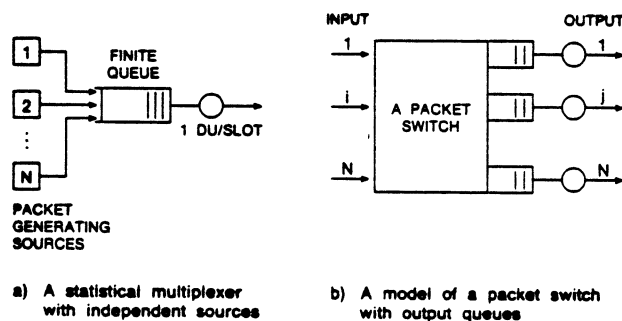 1
2
⋮
N
PACKET
GENERATING
SOURCES
FINITE
QUEUE
1 DU/SLOT
a) A statistical multiplexer
with independent sources
INPUT
1
i
N
A PACKET
SWITCH
OUTPUT
1
j
N
b) A model of a packet switch
with output queues